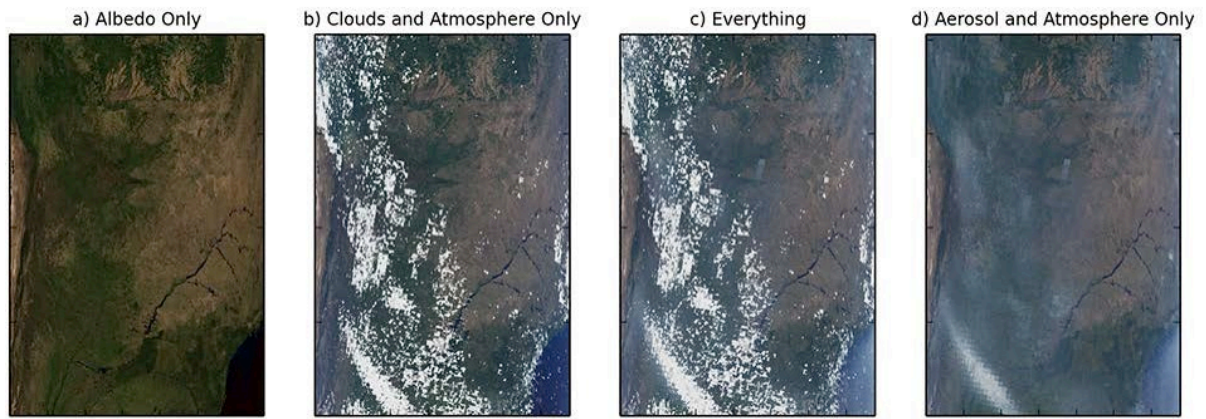 a) Albedo Only
b) Clouds and Atmosphere Only
c) Everything
d) Aerosol and Atmosphere Only